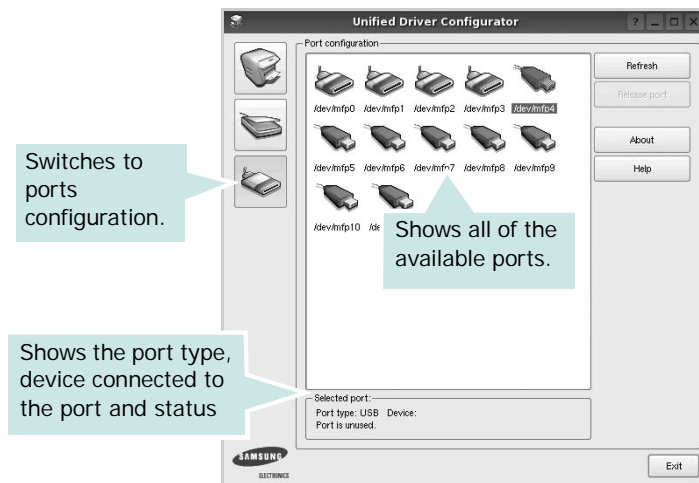 Unified Driver Configurator
Port configuration
/dev/mfp0 /dev/mfp1 /dev/mfp2 /dev/mfp3 /dev/mfp4
/dev/mfp5 /dev/mfp6 /dev/mfp7 /dev/mfp8 /dev/mfp9
/dev/mfp10
Refresh
Release port
About
Help
Switches to
ports
configuration.
Shows all of the
available ports.
Shows the port type,
device connected to
the port and status
Selected port:
Port type: USB Device:
Port is unused.
SAMSUNG
ELECTRONICS
Exit